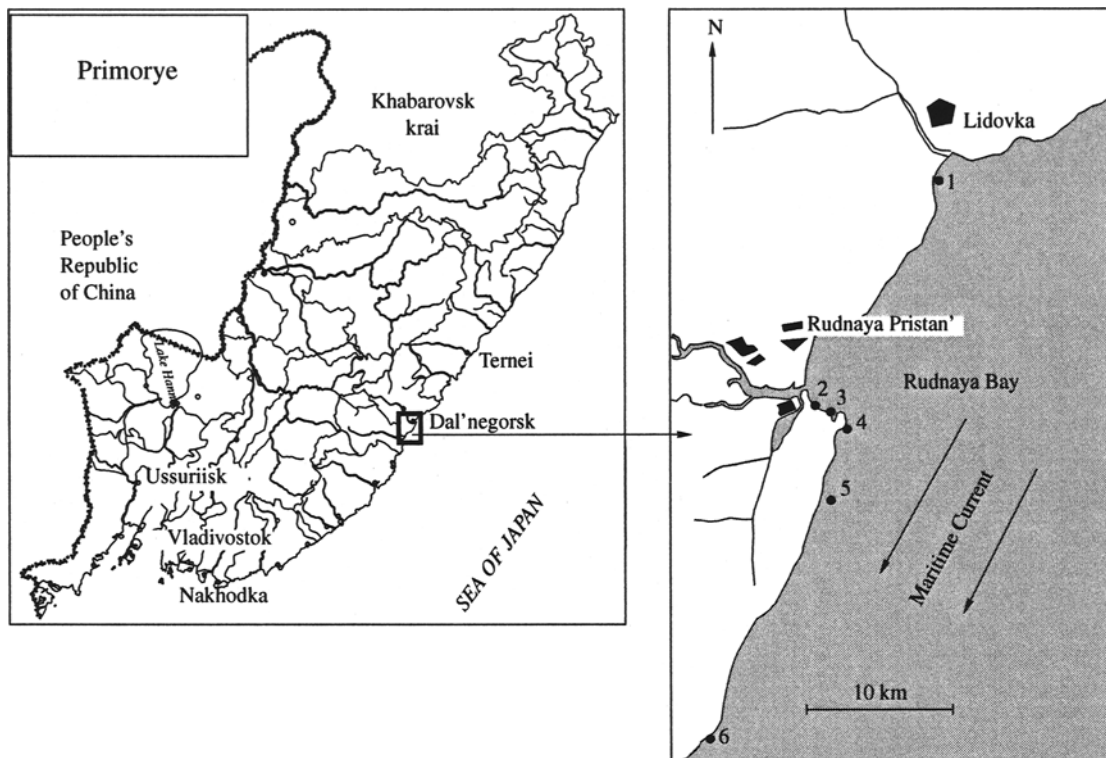 Primorye
Khabarovsk
krai
People's
Republic
of China
Lake Hanni
Ternei
Dal'negorsk
Ussuriisk
Vladivostok
Nakhodka
SEA OF JAPAN
N
Lidovka
1
Rudnaya Pristan'
Rudnaya Bay
2
3
4
5
Maritime Current
10 km
6